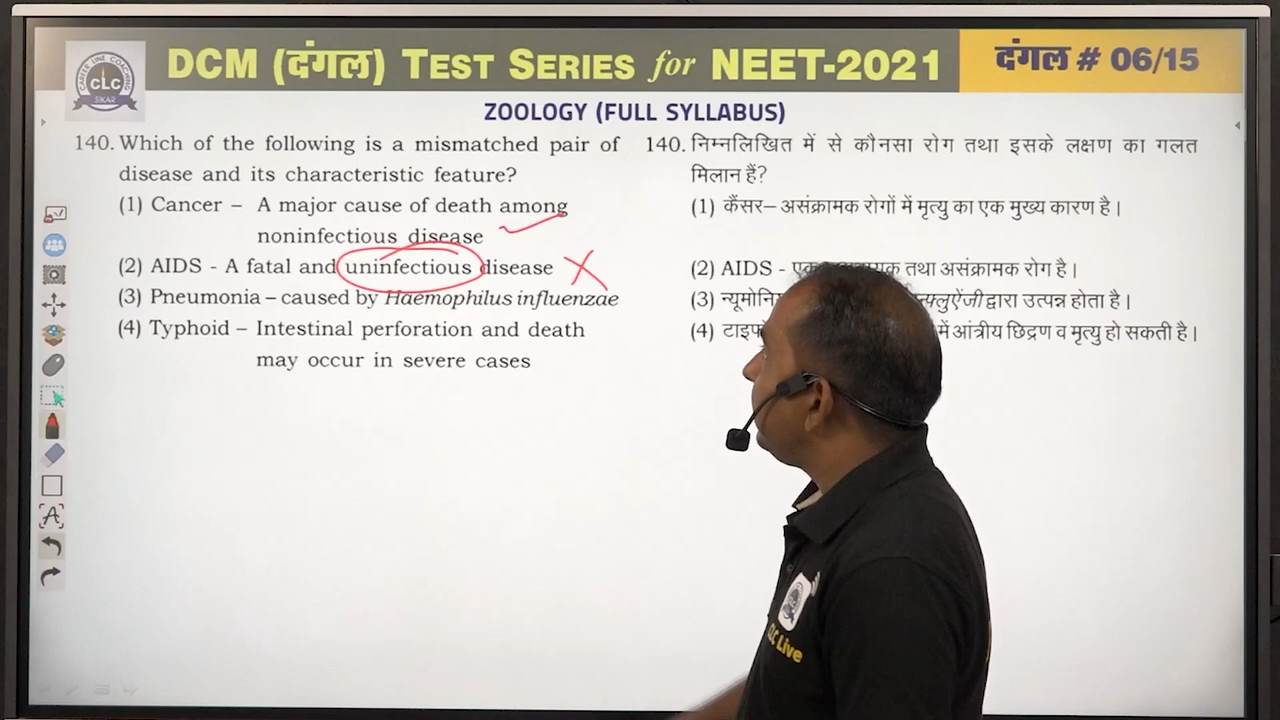 DCM (दंगल) TEST SERIES for NEET-2021
दंगल # 06/15
CAREER LINE COACHING
CLC
SIKAR
ZOOLOGY (FULL SYLLABUS)
140. Which of the following is a mismatched pair of
disease and its characteristic feature?
(1) Cancer – A major cause of death among
noninfectious disease
(2) AIDS - A fatal and uninfectious disease
(3) Pneumonia – caused by Haemophilus influenzae
(4) Typhoid – Intestinal perforation and death
may occur in severe cases
140. निम्नलिखित में से कौनसा रोग तथा इसके लक्षण का गलत
मिलान हैं?
(1) कैंसर– असंक्रामक रोगों में मृत्यु का एक मुख्य कारण है।
(2) AIDS - एक तथा असंक्रामक रोग है।
(3) द्वारा उत्पन्न होता है।
(4) में आंत्रीय छिद्रण व मृत्यु हो सकती है।
A
CLC Live